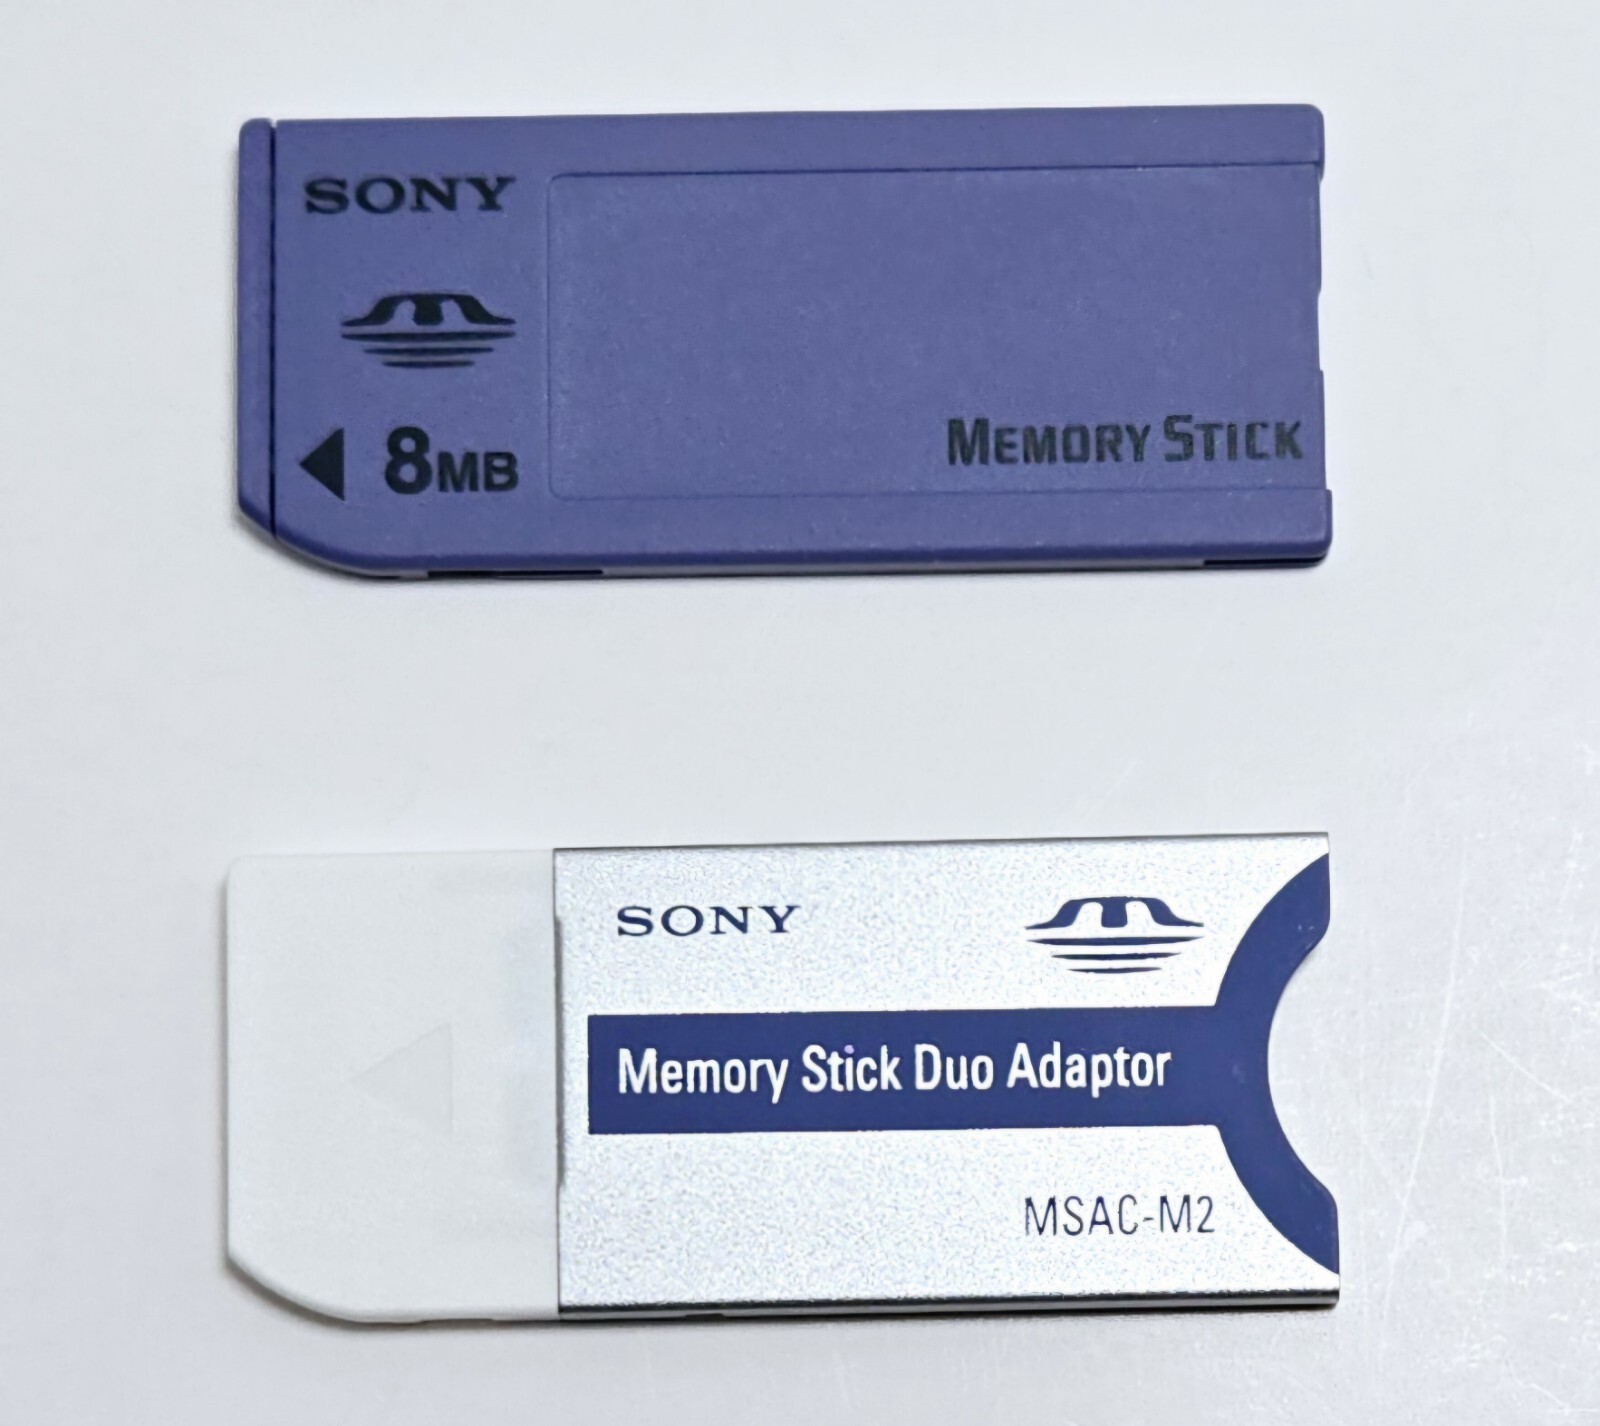 SONY
8MB
MEMORY STICK
SONY
Memory Stick Duo Adaptor
MSAC-M2